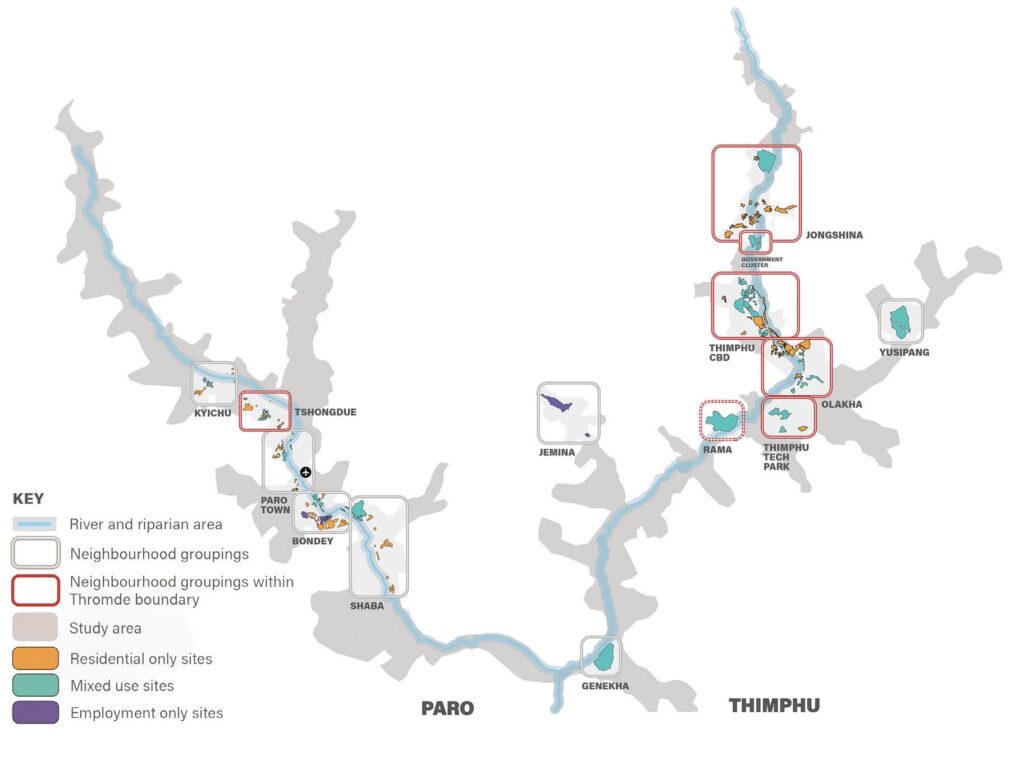 JONGSHINA
GOVERNMENT
CLUSTER
THIMPHU
CBD
YUSIPANG
OLAKHA
KYICHU
TSHONGDUE
JEMINA
RAMA
THIMPHU
TECH
PARK
PARO
TOWN
BONDEY
SHABA
GENEKHA
PARO
THIMPHU
KEY
River and riparian area
Neighbourhood groupings
Neighbourhood groupings within
Thromde boundary
Study area
Residential only sites
Mixed use sites
Employment only sites